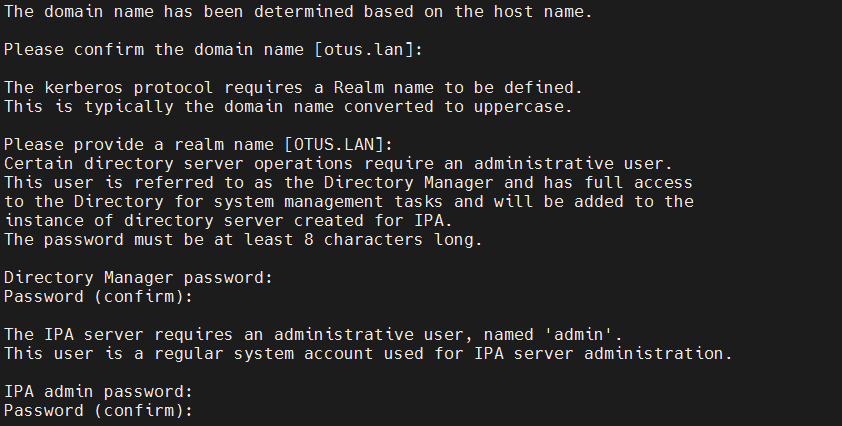 The domain name has been determined based on the host name.
Please confirm the domain name [otus.lan]:
The kerberos protocol requires a Realm name to be defined.
This is typically the domain name converted to uppercase.
Please provide a realm name [OTUS.LAN]:
Certain directory server operations require an administrative user.
This user is referred to as the Directory Manager and has full access
to the Directory for system management tasks and will be added to the
instance of directory server created for IPA.
The password must be at least 8 characters long.
Directory Manager password:
Password (confirm):
The IPA server requires an administrative user, named 'admin'.
This user is a regular system account used for IPA server administration.
IPA admin password:
Password (confirm):